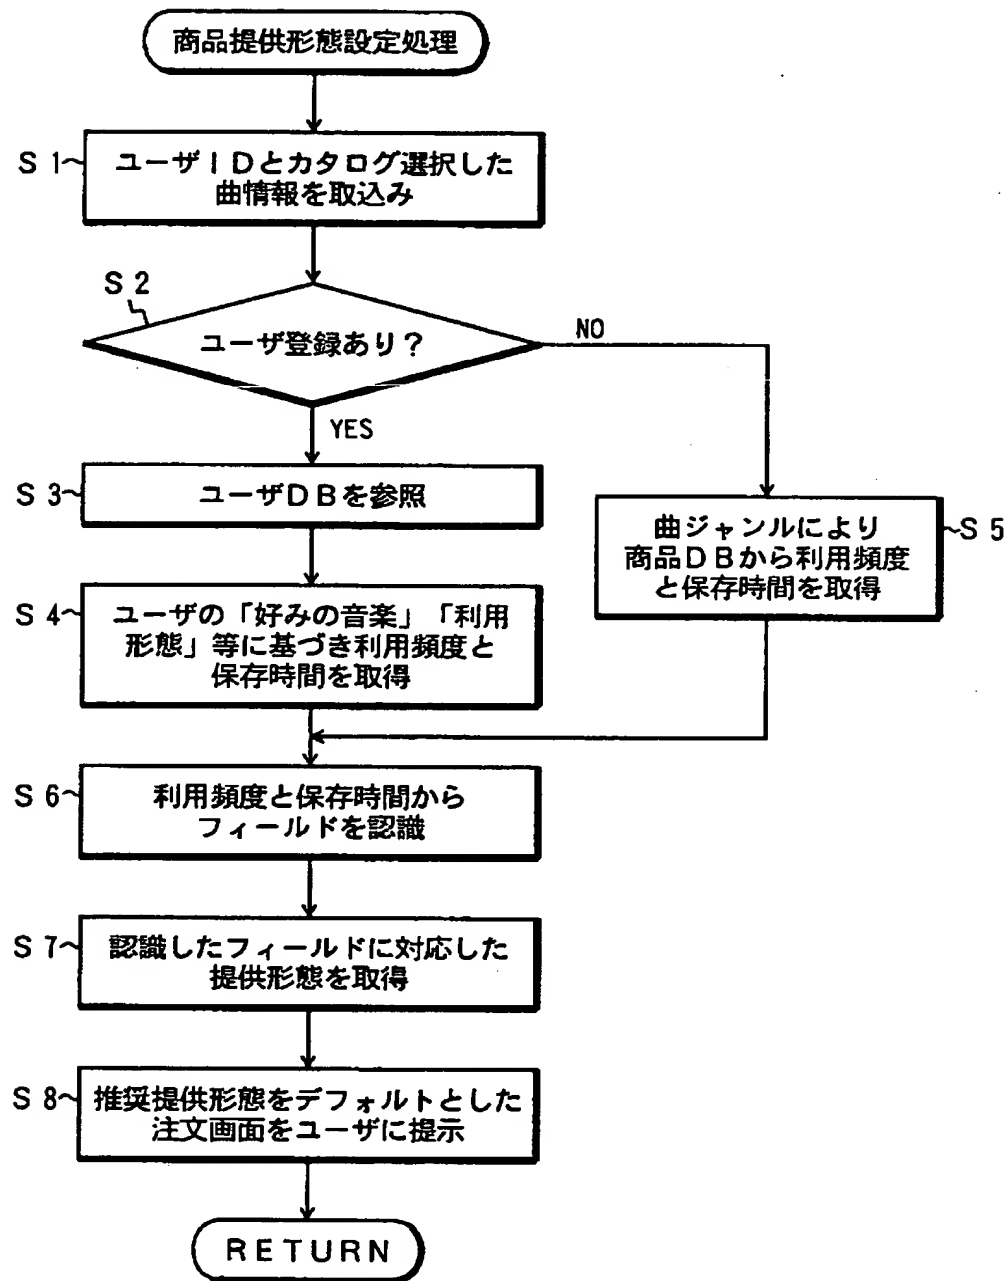 商品提供形態設定処理
S1
ユーザIDとカタログ選択した
曲情報を取込み
S2
ユーザ登録あり？
NO
YES
S3
ユーザDBを参照
曲ジャンルにより
商品DBから利用頻度
と保存時間を取得
S5
S4
ユーザの「好みの音楽」「利用
形態」等に基づき利用頻度と
保存時間を取得
S6
利用頻度と保存時間から
フィールドを認識
S7
認識したフィールドに対応した
提供形態を取得
S8
推奨提供形態をデフォルトとした
注文画面をユーザに提示
RETURN